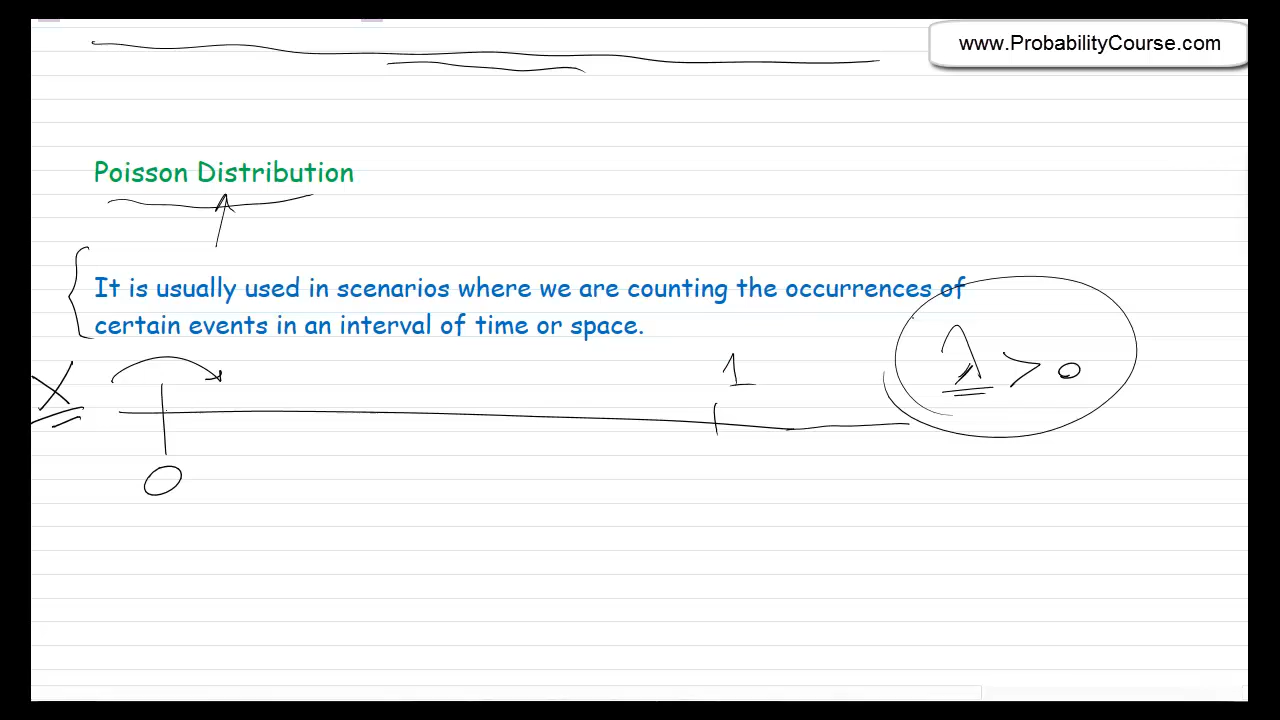 www.ProbabilityCourse.com
Poisson Distribution
It is usually used in scenarios where we are counting the occurrences of
certain events in an interval of time or space.
X
1
λ > 0
0